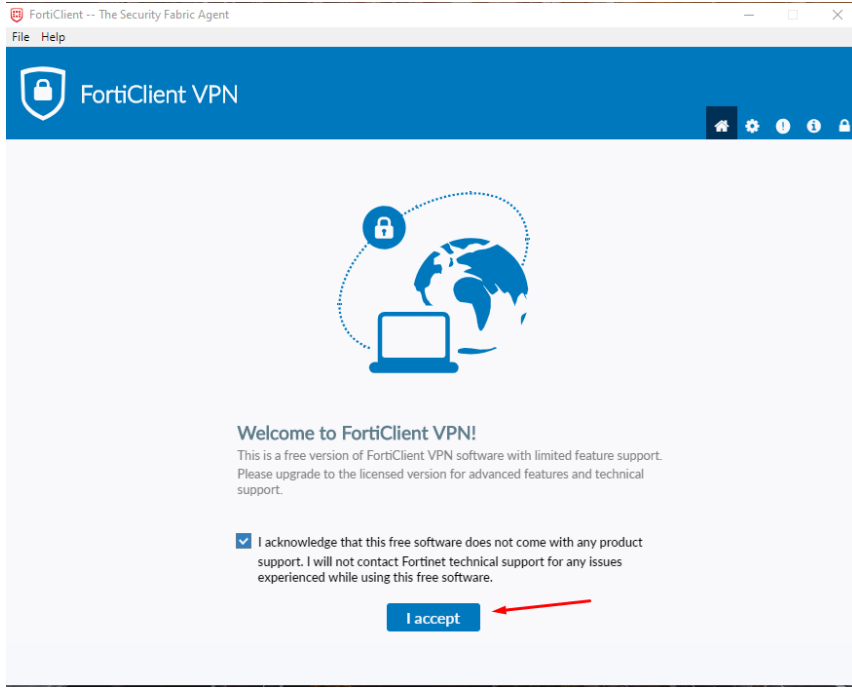 FortiClient -- The Security Fabric Agent
File Help
FortiClient VPN
Welcome to FortiClient VPN!
This is a free version of FortiClient VPN software with limited feature support.
Please upgrade to the licensed version for advanced features and technical
support.
I acknowledge that this free software does not come with any product
support. I will not contact Fortinet technical support for any issues
experienced while using this free software.
I accept